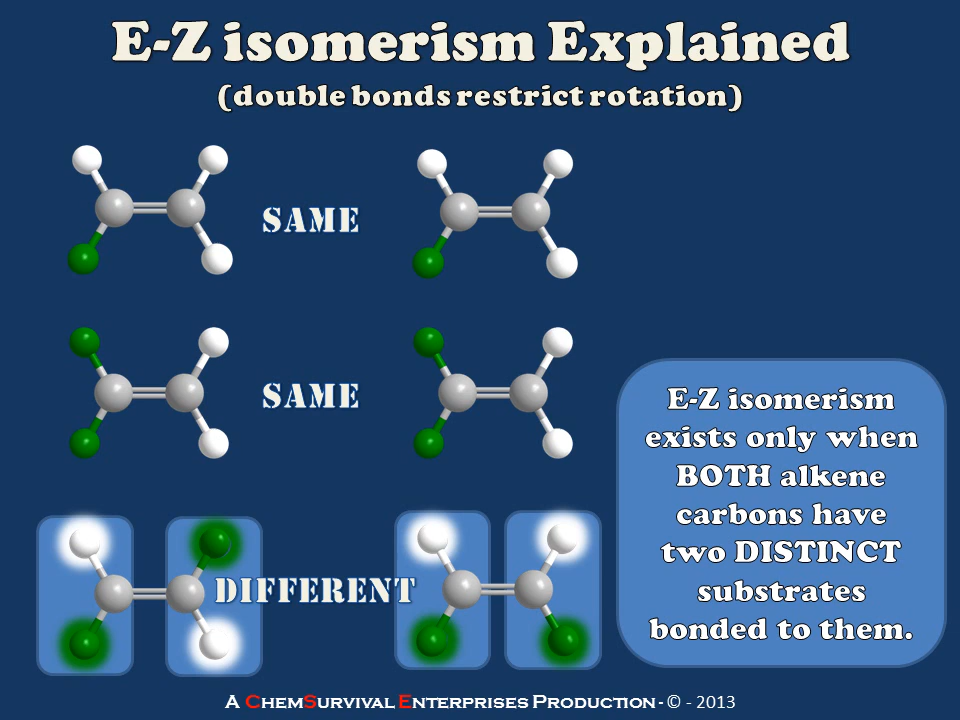 E-Z isomerism Explained
(double bonds restrict rotation)
SAME
SAME
DIFFERENT
E-Z isomerism
exists only when
BOTH alkene
carbons have
two DISTINCT
substrates
bonded to them.
A ChemSurvival Enterprises Production - © - 2013